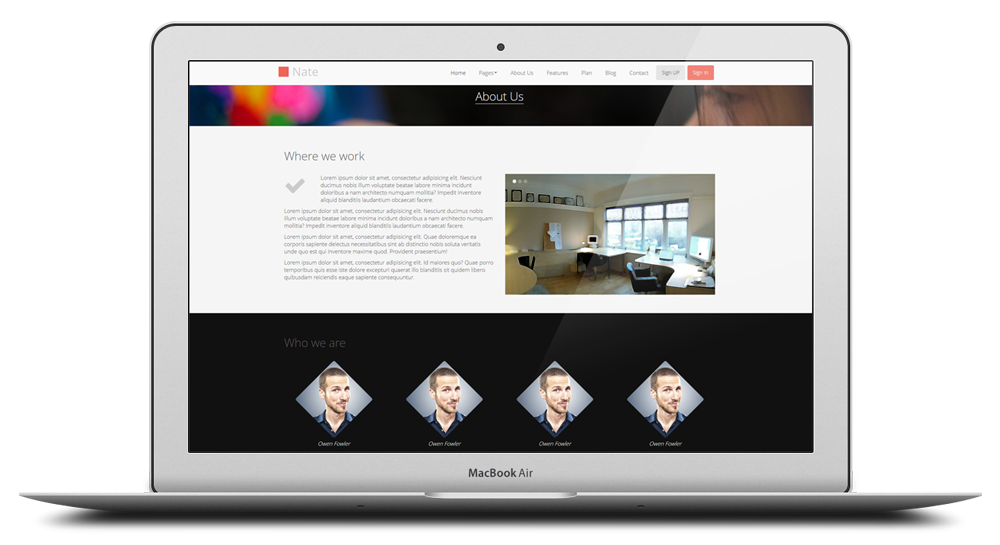 Nate
Home Pages About Us Features Plan Blog Contact Sign UP Sign In
About Us
Where we work
Lorem ipsum dolor sit amet, consectetur adipisicing elit. Nesciunt
ducimus nobis illum voluptate beatae labore minima incidunt
doloribus a nam architecto numquam mollitia? Impedit inventore
aliquid blanditiis laudantium obcaecati facere.
Lorem ipsum dolor sit amet, consectetur adipisicing elit. Nesciunt ducimus nobis
illum voluptate beatae labore minima incidunt doloribus a nam architecto numquam
mollitia? Impedit inventore aliquid blanditiis laudantium obcaecati facere.
Lorem ipsum dolor sit amet, consectetur adipisicing elit. Quae doloremque ea
corporis sapiente delectus necessitatibus sint ab distinctio nobis soluta veritatis
unde quo est qui inventore maxime quod. Provident praesentium!
Lorem ipsum dolor sit amet, consectetur adipisicing elit. Id maiores quo? Quae porro
temporibus quis esse iste dolore excepturi quaerat illo blanditiis sit quidem libero
quibusdam reiciendis eaque sapiente consequuntur.
Who we are
Owen Fowler Owen Fowler Owen Fowler Owen Fowler
MacBook Air